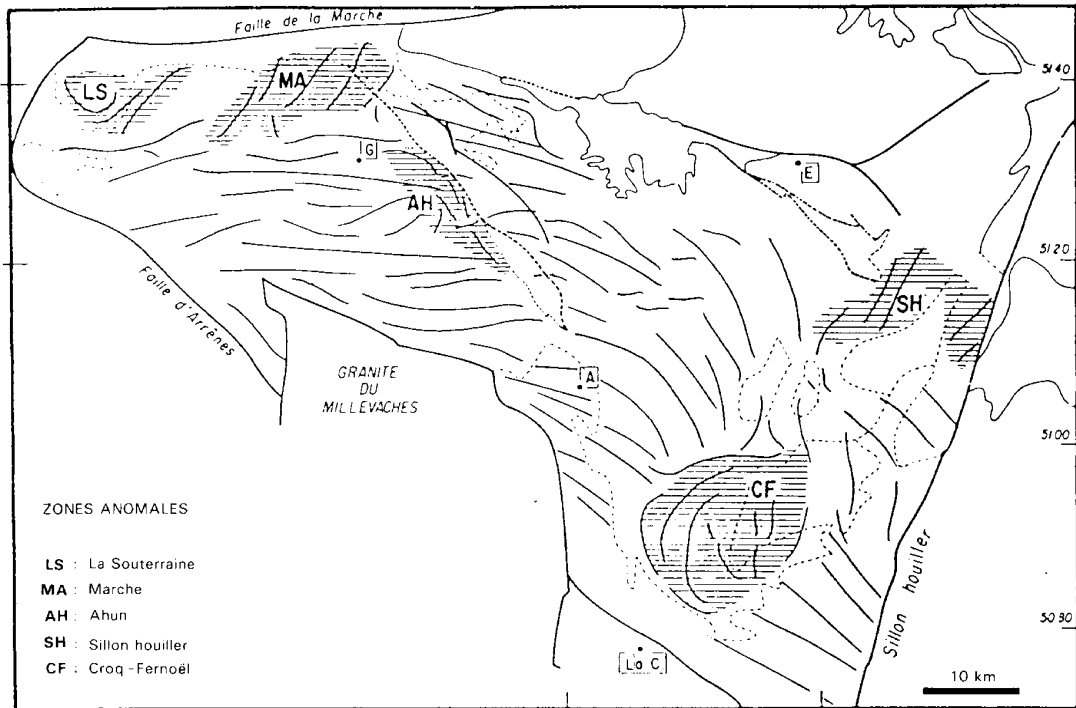 Faille de la Marche
5140
LS
MA
G
E
AH
5120
SH
Faille d'Arrènes
GRANITE
DU
MILLEVACHES
A
5100
CF
ZONES ANOMALES
LS : La Souterraine
MA : Marche
AH : Ahun
SH : Sillon houiller
CF : Croq-Fernoël
Sillon houiller
5080
La C
10 km